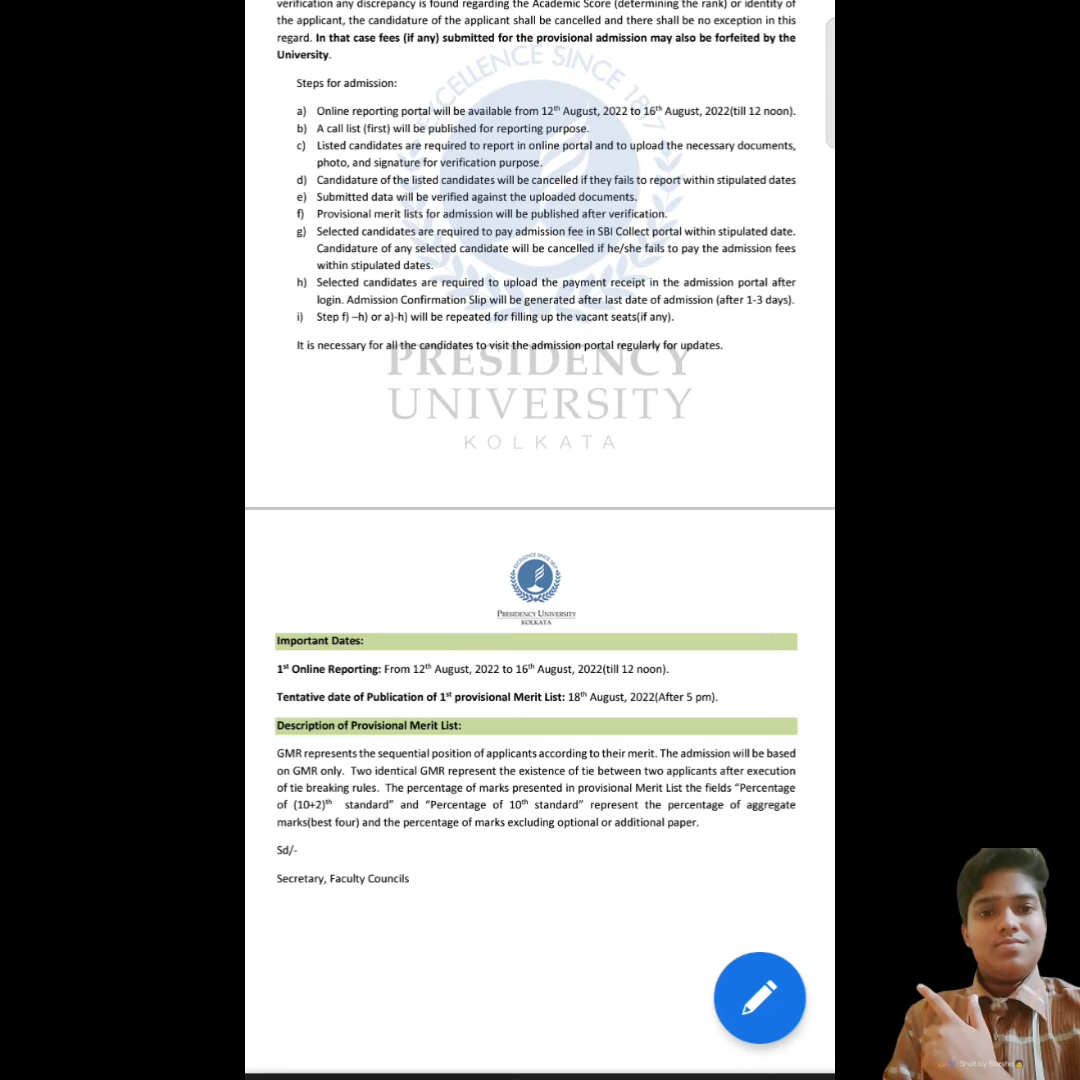 verification any discrepancy is found regarding the Academic Score (determining the rank) or identity of
the applicant, the candidature of the applicant shall be cancelled and there shall be no exception in this
regard. In that case fees (if any) submitted for the provisional admission may also be forfeited by the
University.
EXCELLENCE SINCE 1817
Steps for admission:
a) Online reporting portal will be available from 12th August, 2022 to 16th August, 2022(till 12 noon).
b) A call list (first) will be published for reporting purpose.
c) Listed candidates are required to report in online portal and to upload the necessary documents,
photo, and signature for verification purpose.
d) Candidature of the listed candidates will be cancelled if they fails to report within stipulated dates
e) Submitted data will be verified against the uploaded documents.
f) Provisional merit lists for admission will be published after verification.
g) Selected candidates are required to pay admission fee in SBI Collect portal within stipulated date.
Candidature of any selected candidate will be cancelled if he/she fails to pay the admission fees
within stipulated dates.
h) Selected candidates are required to upload the payment receipt in the admission portal after
login. Admission Confirmation Slip will be generated after last date of admission (after 1-3 days).
i) Step f) –h) or a)-h) will be repeated for filling up the vacant seats(if any).
It is necessary for all the candidates to visit the admission portal regularly for updates.
PRESIDENCY
UNIVERSITY
KOLKATA
EXCELLENCE SINCE 1817
PRESIDENCY UNIVERSITY
KOLKATA
Important Dates:
1st Online Reporting: From 12th August, 2022 to 16th August, 2022(till 12 noon).
Tentative date of Publication of 1st provisional Merit List: 18th August, 2022(After 5 pm).
Description of Provisional Merit List:
GMR represents the sequential position of applicants according to their merit. The admission will be based
on GMR only. Two identical GMR represent the existence of tie between two applicants after execution
of tie breaking rules. The percentage of marks presented in provisional Merit List the fields “Percentage
of (10+2)th standard” and “Percentage of 10th standard” represent the percentage of aggregate
marks(best four) and the percentage of marks excluding optional or additional paper.
Sd/-
Secretary, Faculty Councils
Shot by